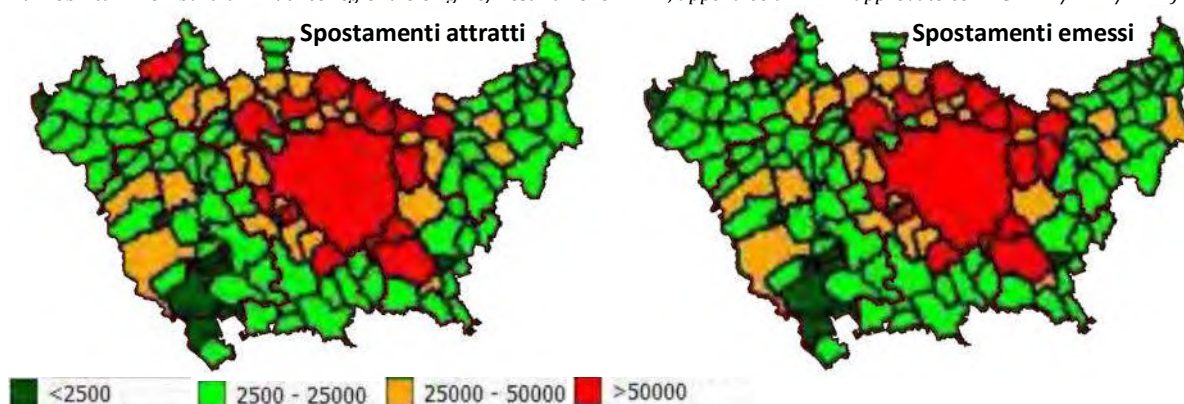 Spostamenti attratti
Spostamenti emessi
<2500
2500 - 25000
25000 - 50000
>50000